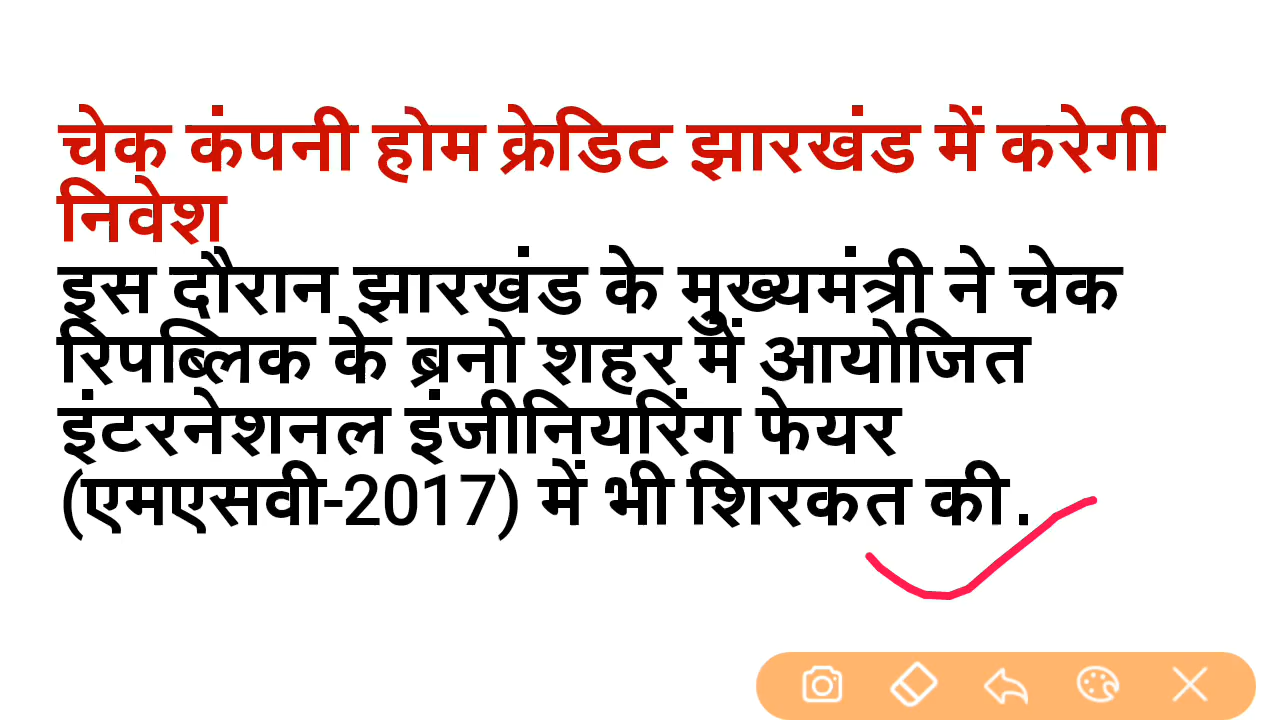 चेक कंपनी होम क्रेडिट झारखंड में करेगी
निवेश
इस दौरान झारखंड के मुख्यमंत्री ने चेक
रिपब्लिक के ब्रनो शहर में आयोजित
इंटरनेशनल इंजीनियरिंग फेयर
(एमएसवी-2017) में भी शिरकत की.